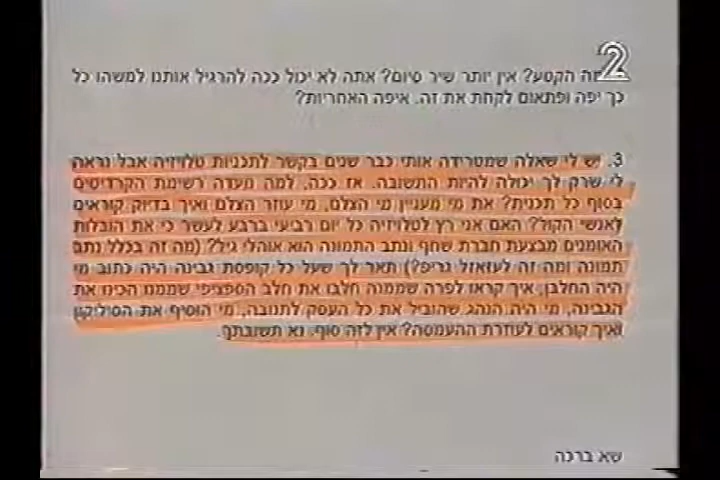 2
זה הקטע? אין יותר שיר סיום? אתה לא יכול ככה להרגיל אותנו למשהו כל
כך יפה ופתאום לקחת את זה. איפה האחריות?
3. יש לי שאלה שמטרידה אותי כבר שנים בקשר לתכניות טלויזיה אבל נראה
לי שרק לך יכולה להיות התשובה. אז ככה, למה מעדה רשימת הקרדיטים
בסוף כל תכנית? את מי מעניין מי הצלם, מי עוזר הצלם ואיך בדיוק קוראים
לאנשי הקול? האם אני רץ לטלויזיה כל יום רביעי ברבע לעשר כי את הובלות
האומנים מבצעת חברת שחף ונתב התמונה הוא אוהלי גיל? (מה זה בכלל נתב
תמונה ומה זה לעזאזל גריפ?) תאר לך שעל כל קופסת גבינה היה כתוב מי
היה החלבן, איך קראו לפרה שממנה חלבו את חלב הספציפי שממנו הכינו את
הגבינה, מי היה הנהג שהוביל את כל העסק לתנובה, מי הוסיף את הסיליקון
ואיך קוראים לעוזרת ההעמסה? אין לזה סוף. נא תשובתך.
שא ברכה